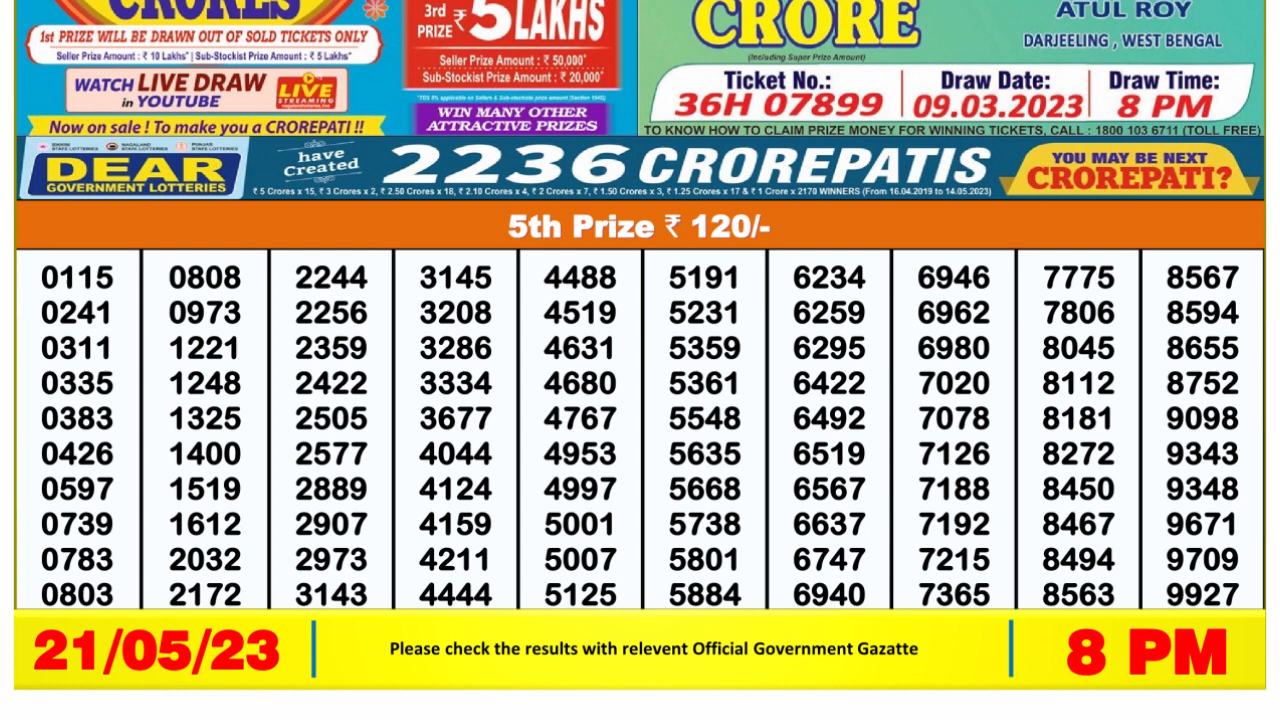 CRORES
1st PRIZE WILL BE DRAWN OUT OF SOLD TICKETS ONLY
Seller Prize Amount : ₹ 10 Lakhs* | Sub-Stockist Prize Amount : ₹ 5 Lakhs*
WATCH LIVE DRAW
in YOUTUBE
LIVE
STREAMING
Now on sale ! To make you a CROREPATI !!
3rd
PRIZE ₹ 5 LAKHS
Seller Prize Amount : ₹ 50,000*
Sub-Stockist Prize Amount : ₹ 20,000*
WIN MANY OTHER
ATTRACTIVE PRIZES
CRORE
(Including Super Prize Amount)
ATUL ROY
DARJEELING , WEST BENGAL
Ticket No.: Draw Date: Draw Time:
36H 07899 09.03.2023 8 PM
TO KNOW HOW TO CLAIM PRIZE MONEY FOR WINNING TICKETS, CALL : 1800 103 6711 (TOLL FREE)
SIKKIM STATE LOTTERIES NAGALAND STATE LOTTERIES PUNJAB STATE LOTTERIES
DEAR
GOVERNMENT LOTTERIES
have
Created
2236 CROREPATIS
₹ 5 Crores x 15, ₹ 3 Crores x 2, ₹ 2.50 Crores x 18, ₹ 2.10 Crores x 4, ₹ 2 Crores x 7, ₹ 1.50 Crores x 3, ₹ 1.25 Crores x 17 & ₹ 1 Crore x 2170 WINNERS (From 16.04.2019 to 14.05.2023)
YOU MAY BE NEXT
CROREPATI?
5th Prize ₹ 120/-
0115 0808 2244 3145 4488 5191 6234 6946 7775 8567
0241 0973 2256 3208 4519 5231 6259 6962 7806 8594
0311 1221 2359 3286 4631 5359 6295 6980 8045 8655
0335 1248 2422 3334 4680 5361 6422 7020 8112 8752
0383 1325 2505 3677 4767 5548 6492 7078 8181 9098
0426 1400 2577 4044 4953 5635 6519 7126 8272 9343
0597 1519 2889 4124 4997 5668 6567 7188 8450 9348
0739 1612 2907 4159 5001 5738 6637 7192 8467 9671
0783 2032 2973 4211 5007 5801 6747 7215 8494 9709
0803 2172 3143 4444 5125 5884 6940 7365 8563 9927
21/05/23 Please check the results with relevent Official Government Gazatte 8 PM